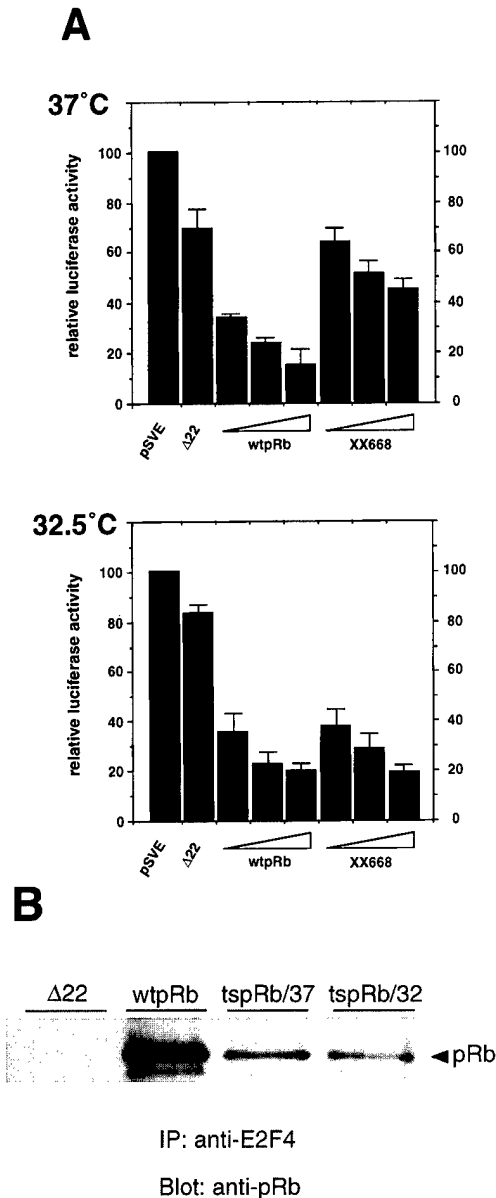 A
37°C
relative luciferase activity
100
80
60
40
20
0
100
80
60
40
20
0
pSVE
Δ22
wtpRb
XX668
32.5°C
relative luciferase activity
100
80
60
40
20
0
100
80
60
40
20
0
pSVE
Δ22
wtpRb
XX668
B
Δ22 wtpRb tspRb/37 tspRb/32
pRb
IP: anti-E2F4
Blot: anti-pRb